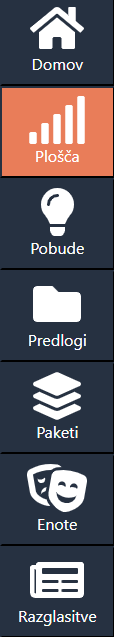 Domov
Plošča
Pobude
Predlogi
Paketi
Enote
Razglasitve